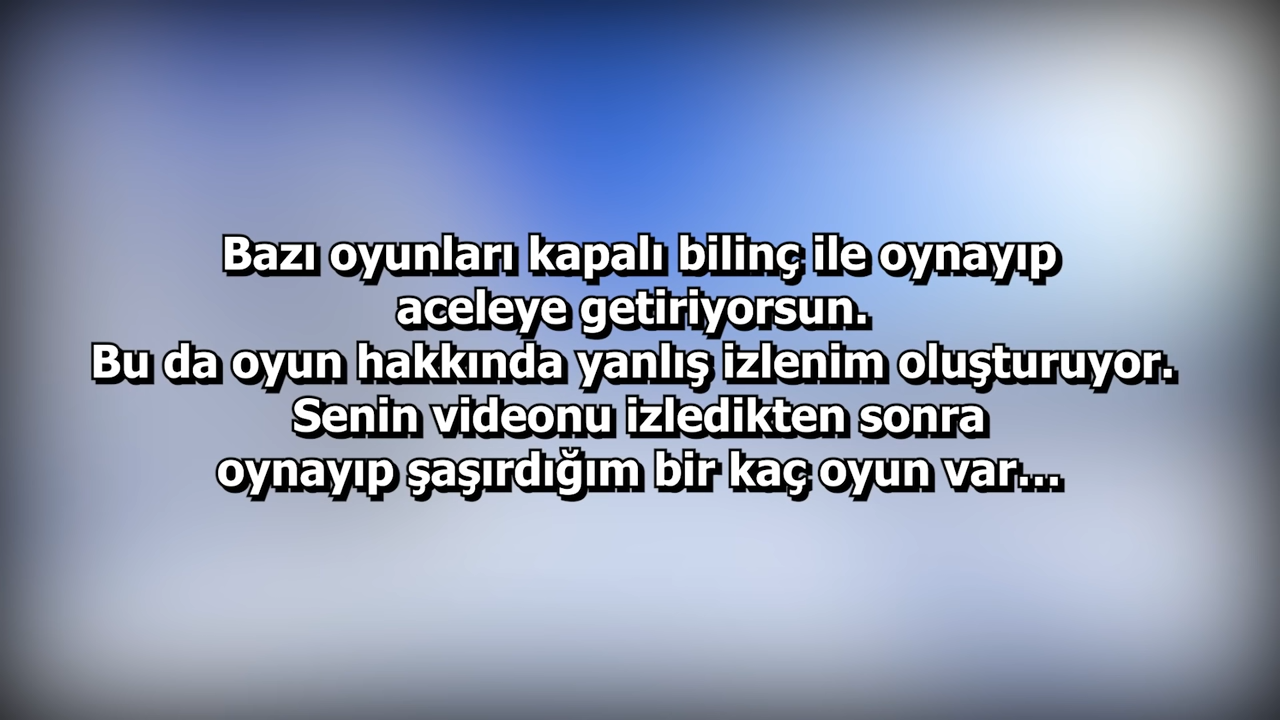 Bazı oyunları kapalı bilinç ile oynayıp
aceleye getiriyorsun.
Bu da oyun hakkında yanlış izlenim oluşturuyor.
Senin videonu izledikten sonra
oynayıp şaşırdığım bir kaç oyun var...